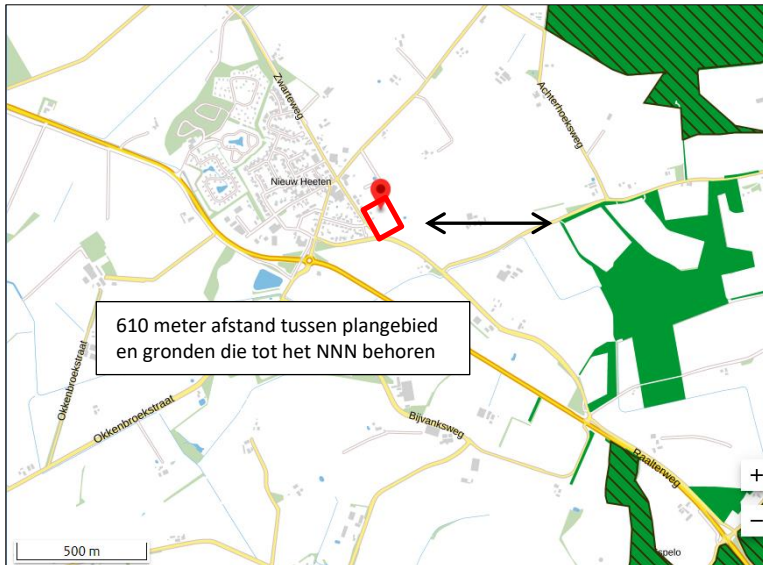 Zwarteweg
Achterhoeksweg
Nieuw Heeten
610 meter afstand tussen plangebied
en gronden die tot het NNN behoren
Okkenbroekstraat
Okkenbroekstraat
Bijvanksweg
Raalterweg
+
−
500 m
spelo